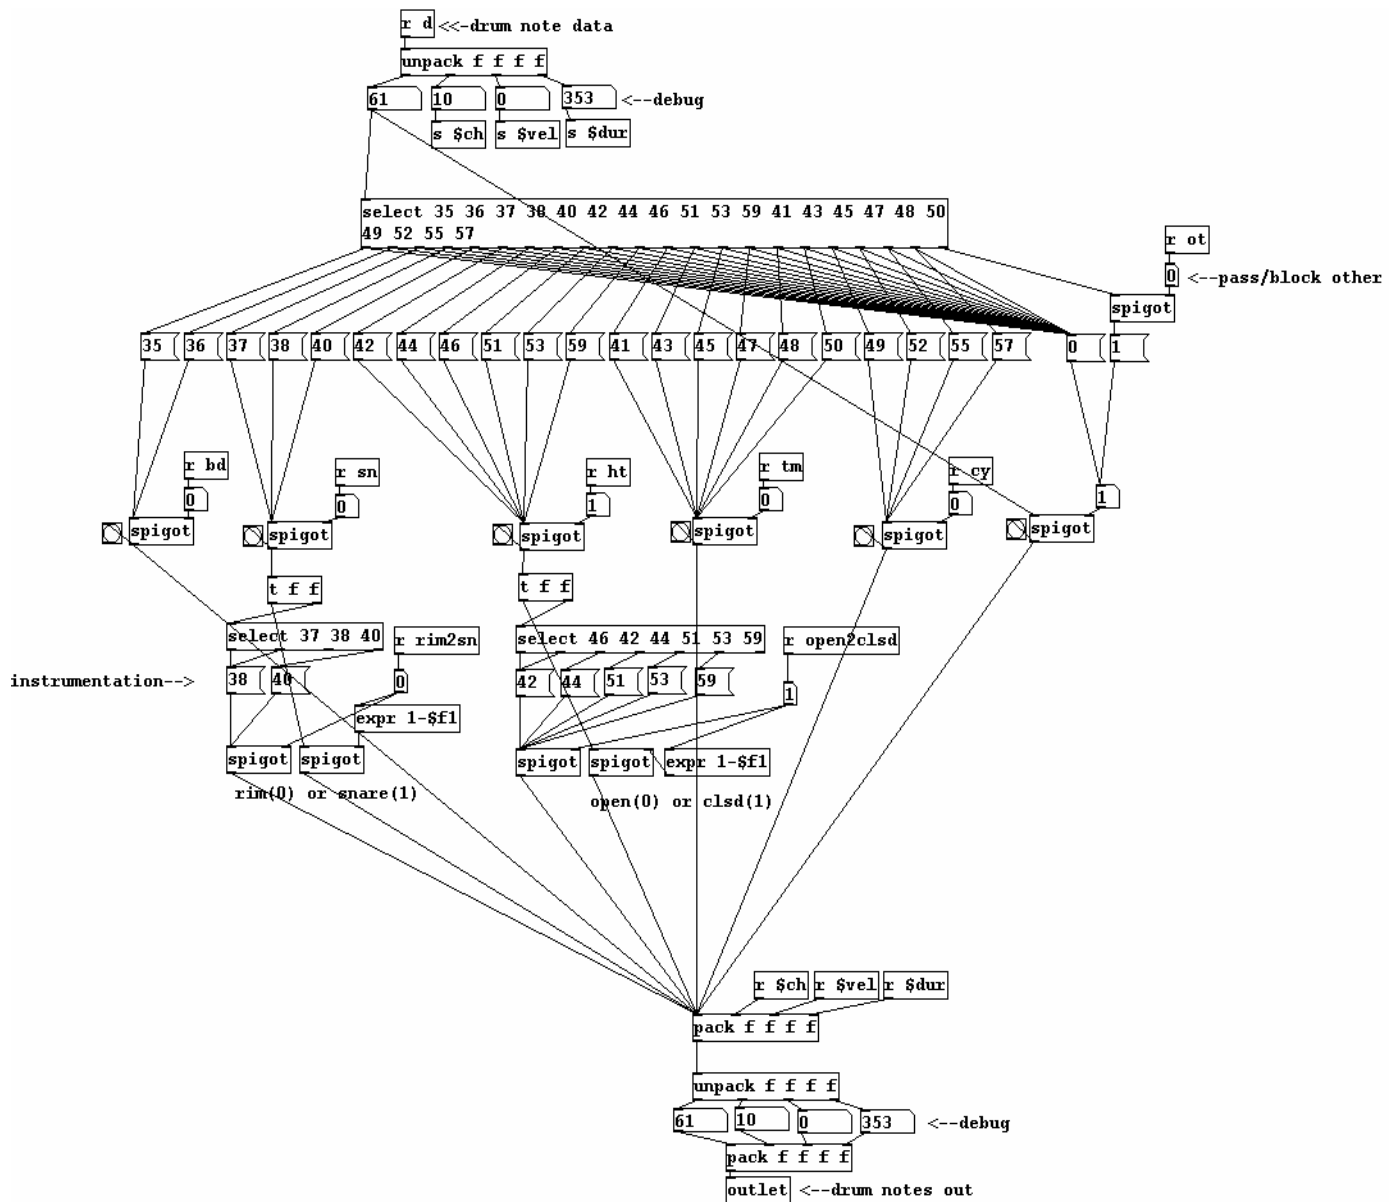 r d <<-drum note data
unpack f f f f
61 10 0 353 <--debug
s $ch s $vel s $dur
select 35 36 37 38 40 42 44 46 51 53 59 41 43 45 47 48 50
49 52 55 57
r ot
0 <--pass/block other
spigot
35 36 37 38 40 42 44 46 51 53 59 41 43 45 47 48 50 49 52 55 57 0 1
r bd r sn r ht r tm r cy
0 0 1 0 0 1
spigot spigot spigot spigot spigot spigot
t f f t f f
select 37 38 40 r rim2sn select 46 42 44 51 53 59 r open2clsd
instrumentation--> 38 40 0 42 44 51 53 59 1
expr 1-$f1
spigot spigot spigot spigot expr 1-$f1
rim(0) or snare(1) open(0) or clsd(1)
r $ch r $vel r $dur
pack f f f f
unpack f f f f
61 10 0 353 <--debug
pack f f f f
outlet <--drum notes out